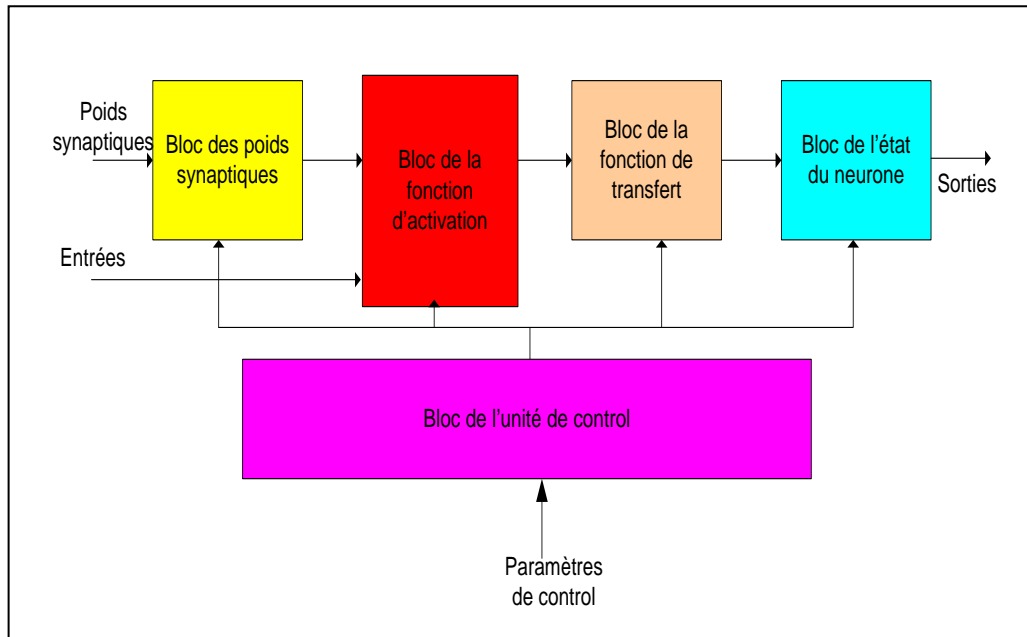 Poids
synaptiques
Bloc des poids
synaptiques
Bloc de la
fonction
d'activation
Bloc de la
fonction de
transfert
Bloc de l'état
du neurone
Sorties
Entrées
Bloc de l'unité de control
Paramètres
de control